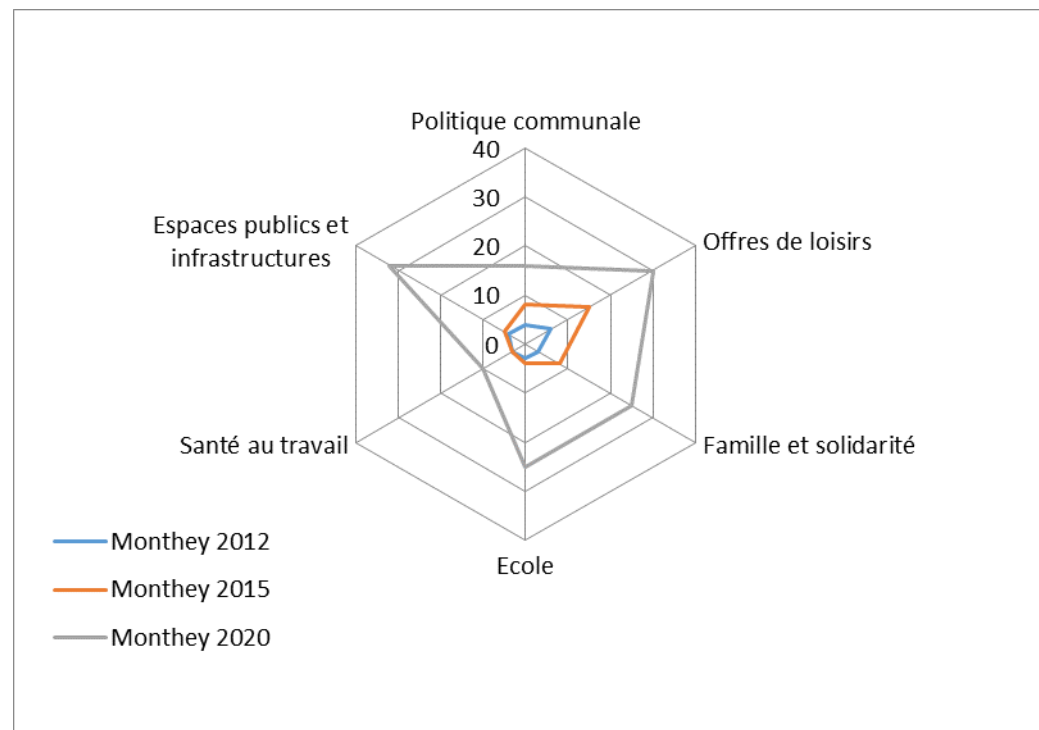 Politique communale
40
30
20
10
0
Offres de loisirs
Famille et solidarité
Ecole
Santé au travail
Espaces publics et
infrastructures
Monthey 2012
Monthey 2015
Monthey 2020